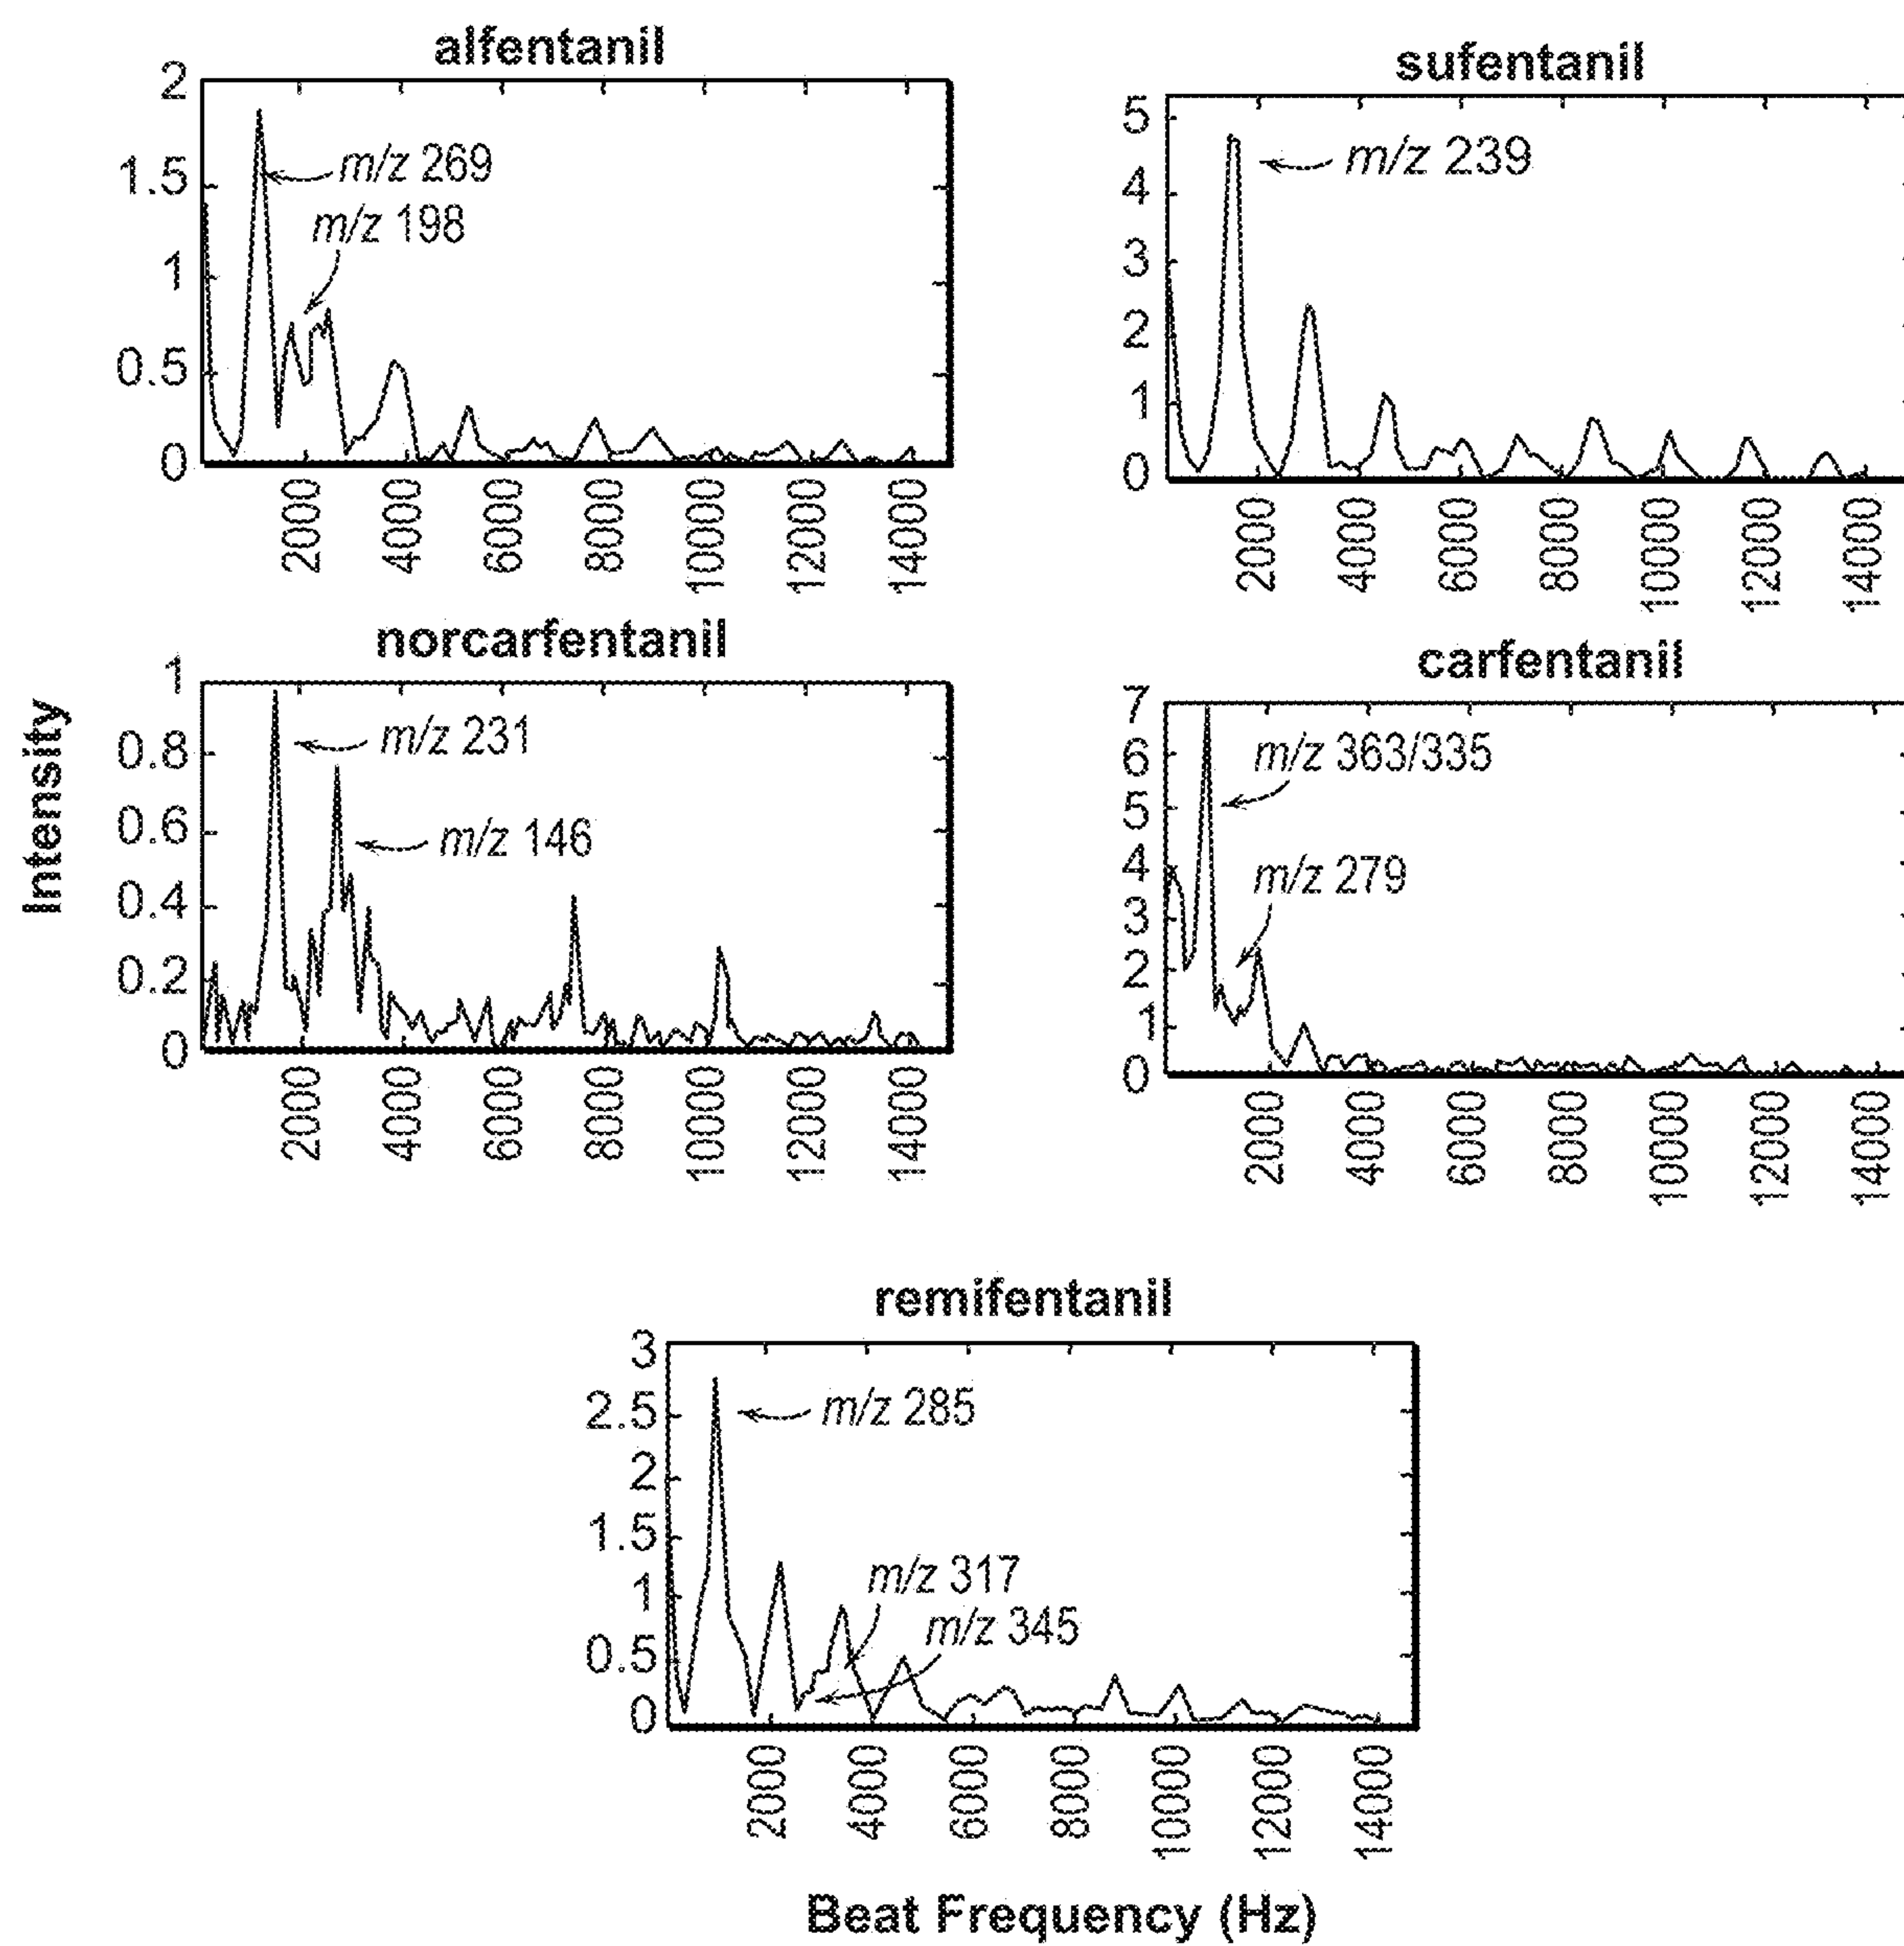 alfentanil
2
1.5
1
0.5
0
m/z 269
m/z 198
2000 4000 6000 8000 10000 12000 14000
sufentanil
5
4
3
2
1
0
m/z 239
2000 4000 6000 8000 10000 12000 14000
Intensity
norcarfentanil
1
0.8
0.6
0.4
0.2
0
m/z 231
m/z 146
2000 4000 6000 8000 10000 12000 14000
carfentanil
7
6
5
4
3
2
1
0
m/z 363/335
m/z 279
2000 4000 6000 8000 10000 12000 14000
remifentanil
3
2.5
2
1.5
1
0.5
0
m/z 285
m/z 317
m/z 345
2000 4000 6000 8000 10000 12000 14000
Beat Frequency (Hz)